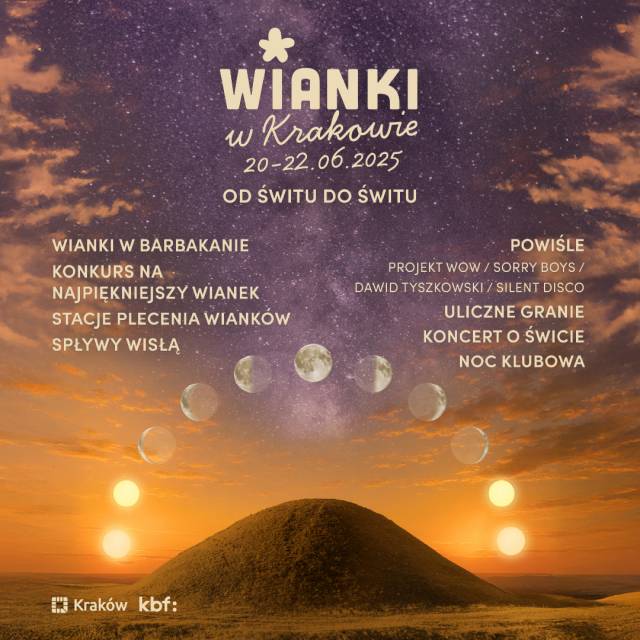 WIANKI
w Krakowie
20-22.06.2025
OD ŚWITU DO ŚWITU
WIANKI W BARBAKANIE
KONKURS NA
NAJPIĘKNIEJSZY WIANEK
STACJE PLECENIA WIANKÓW
SPŁYWY WISŁĄ
POWIŚLE
PROJEKT WOW / SORRY BOYS /
DAWID TYSZKOWSKI / SILENT DISCO
ULICZNE GRANIE
KONCERT O ŚWICIE
NOC KLUBOWA
Kraków kbf: